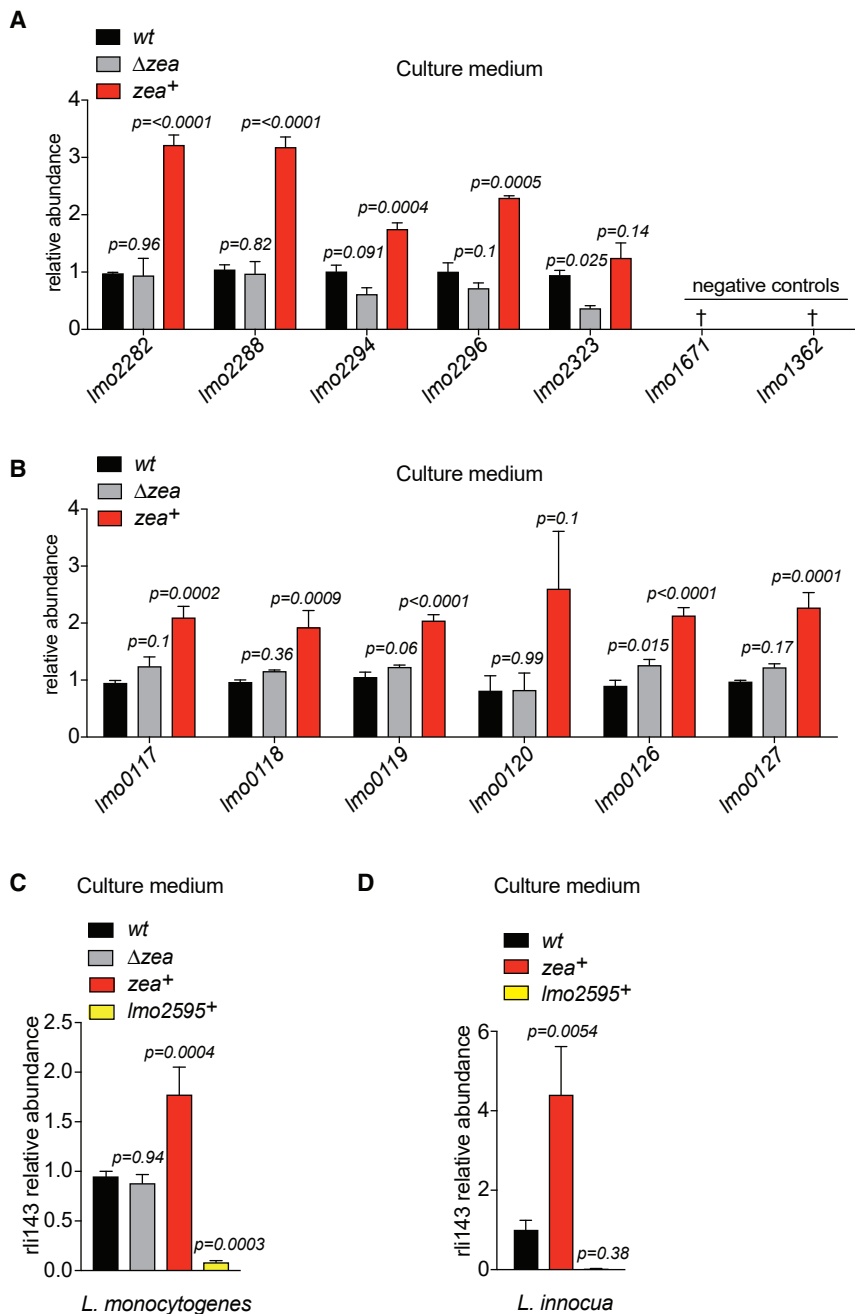 A
wt
Δzea
zea+
Culture medium
relative abundance
4
3
2
1
0
p=0.96
p=<0.0001
p=0.82
p=<0.0001
p=0.091
p=0.0004
p=0.1
p=0.0005
p=0.025
p=0.14
negative controls
† †
lmo2282 lmo2288 lmo2294 lmo2296 lmo2323 lmo1671 lmo1362
B
wt
Δzea
zea+
Culture medium
relative abundance
4
3
2
1
0
p=0.1
p=0.0002
p=0.36
p=0.0009
p=0.06
p<0.0001
p=0.99
p=0.1
p=0.015
p<0.0001
p=0.17
p=0.0001
lmo0117 lmo0118 lmo0119 lmo0120 lmo0126 lmo0127
C
Culture medium
wt
Δzea
zea+
lmo2595+
rli143 relative abundance
2.5
2.0
1.5
1.0
0.5
0.0
p=0.94
p=0.0004
p=0.0003
L. monocytogenes
D
Culture medium
wt
zea+
lmo2595+
rli143 relative abundance
6
4
2
0
p=0.0054
p=0.38
L. innocua